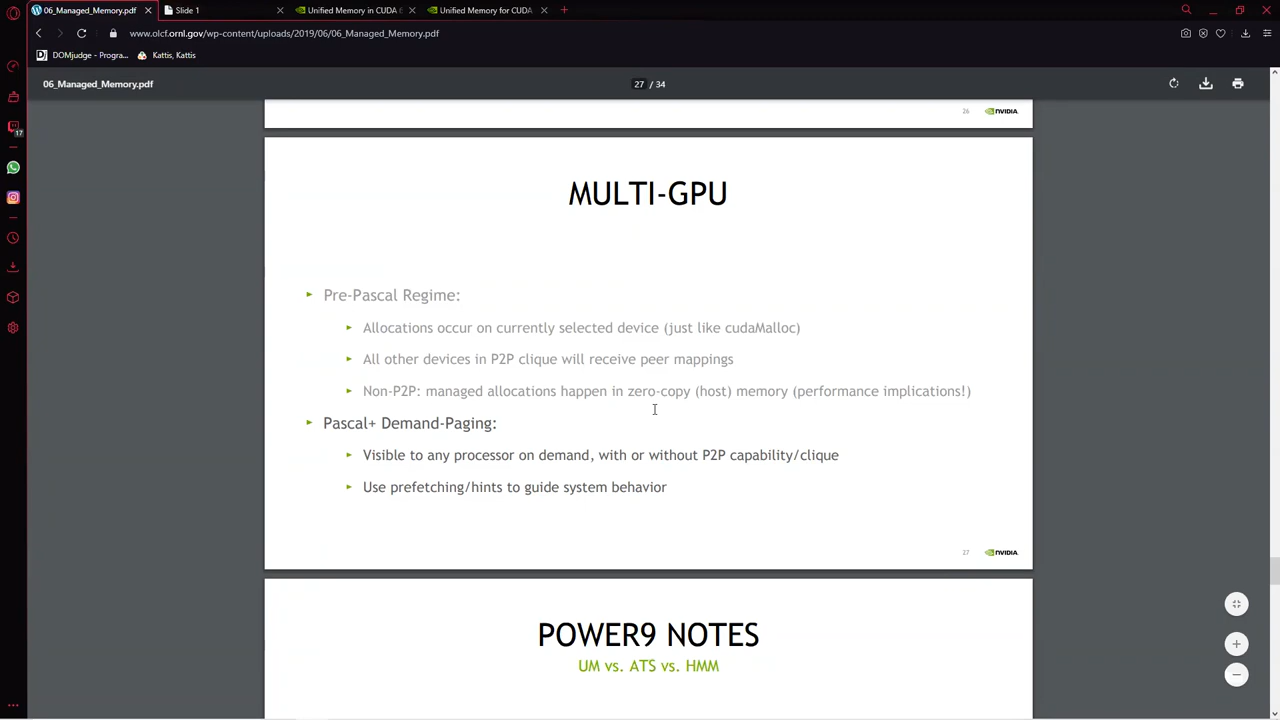 06_Managed_Memory.pdf
Slide 1
Unified Memory in CUDA 6
Unified Memory for CUDA
www.olcf.ornl.gov/wp-content/uploads/2019/06/06_Managed_Memory.pdf
DOMjudge - Progra...
Kattis, Kattis
06_Managed_Memory.pdf
27 / 34
17
26
NVIDIA
MULTI-GPU
Pre-Pascal Regime:
Allocations occur on currently selected device (just like cudaMalloc)
All other devices in P2P clique will receive peer mappings
Non-P2P: managed allocations happen in zero-copy (host) memory (performance implications!)
Pascal+ Demand-Paging:
Visible to any processor on demand, with or without P2P capability/clique
Use prefetching/hints to guide system behavior
27
NVIDIA
POWER9 NOTES
UM vs. ATS vs. HMM